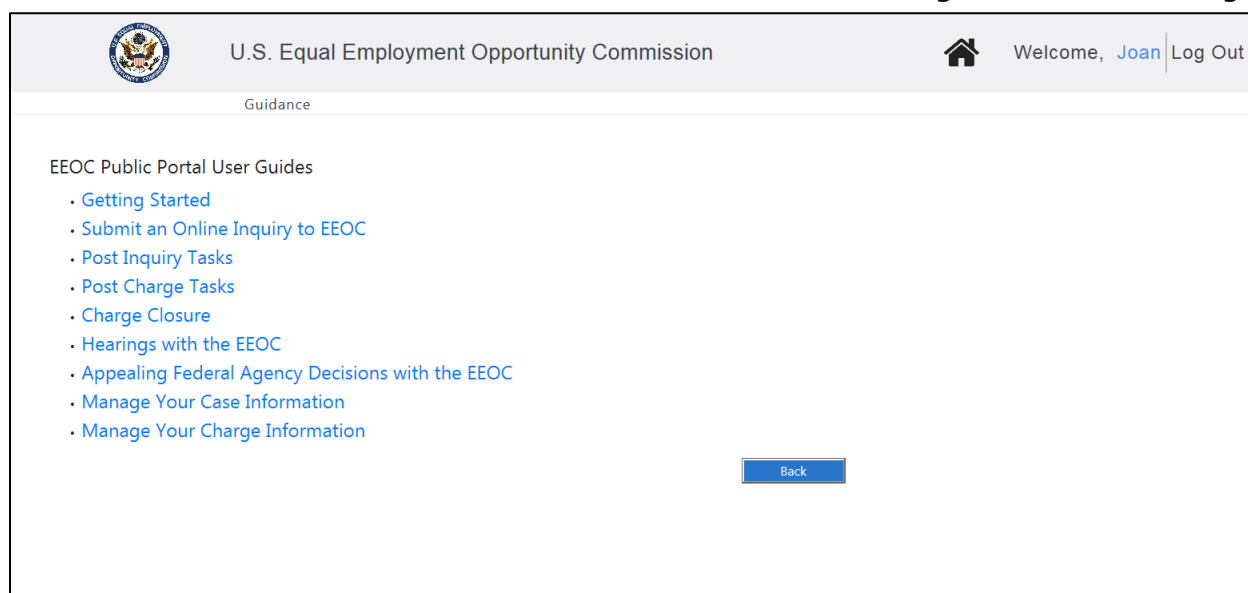 U.S. Equal Employment Opportunity Commission
Welcome, Joan Log Out
Guidance
EEOC Public Portal User Guides
• Getting Started
• Submit an Online Inquiry to EEOC
• Post Inquiry Tasks
• Post Charge Tasks
• Charge Closure
• Hearings with the EEOC
• Appealing Federal Agency Decisions with the EEOC
• Manage Your Case Information
• Manage Your Charge Information
Back